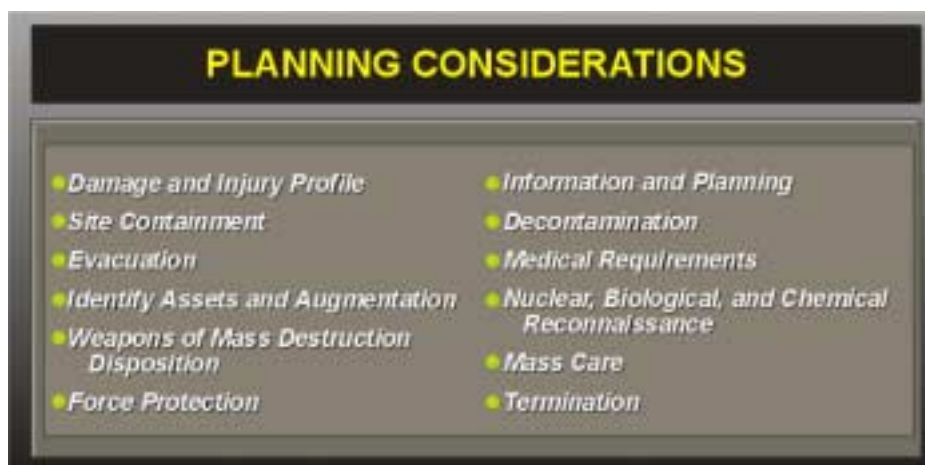 PLANNING CONSIDERATIONS
Damage and Injury Profile
Site Containment
Evacuation
Identify Assets and Augmentation
Weapons of Mass Destruction
Disposition
Force Protection
Information and Planning
Decontamination
Medical Requirements
Nuclear, Biological, and Chemical
Reconnaissance
Mass Care
Termination